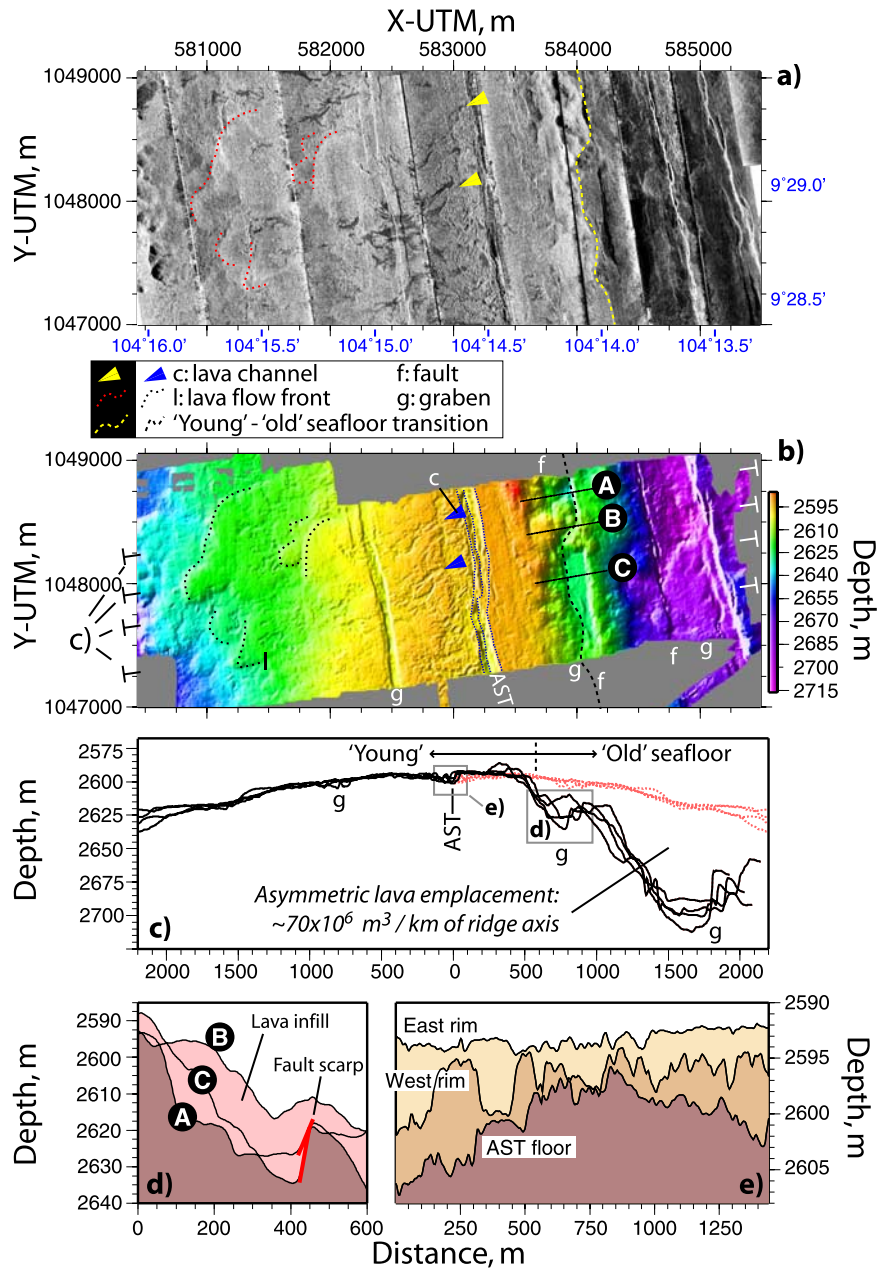 X-UTM, m
581000 582000 583000 584000 585000
a)
1049000
1048000
1047000
Y-UTM, m
9°29.0'
9°28.5'
104°16.0' 104°15.5' 104°15.0' 104°14.5' 104°14.0' 104°13.5'
c: lava channel f: fault
l: lava flow front g: graben
'Young' - 'old' seafloor transition
b)
1049000
1048000
1047000
Y-UTM, m
c)
c
f
A
B
C
l
g
AST
g
f
f
g
2595
2610
2625
2640
2655
2670
2685
2700
2715
Depth, m
2575
2600
2625
2650
2675
2700
Depth, m
'Young' 'Old' seafloor
g
AST
e)
d)
g
Asymmetric lava emplacement:
~70x10⁶ m³ / km of ridge axis
g
c)
2000 1500 1000 500 0 500 1000 1500 2000
2590
2600
2610
2620
2630
2640
Depth, m
B
Lava infill
C
Fault scarp
A
d)
0 200 400 600
East rim
West rim
AST floor
e)
2590
2595
2600
2605
Depth, m
250 500 750 1000 1250
Distance, m